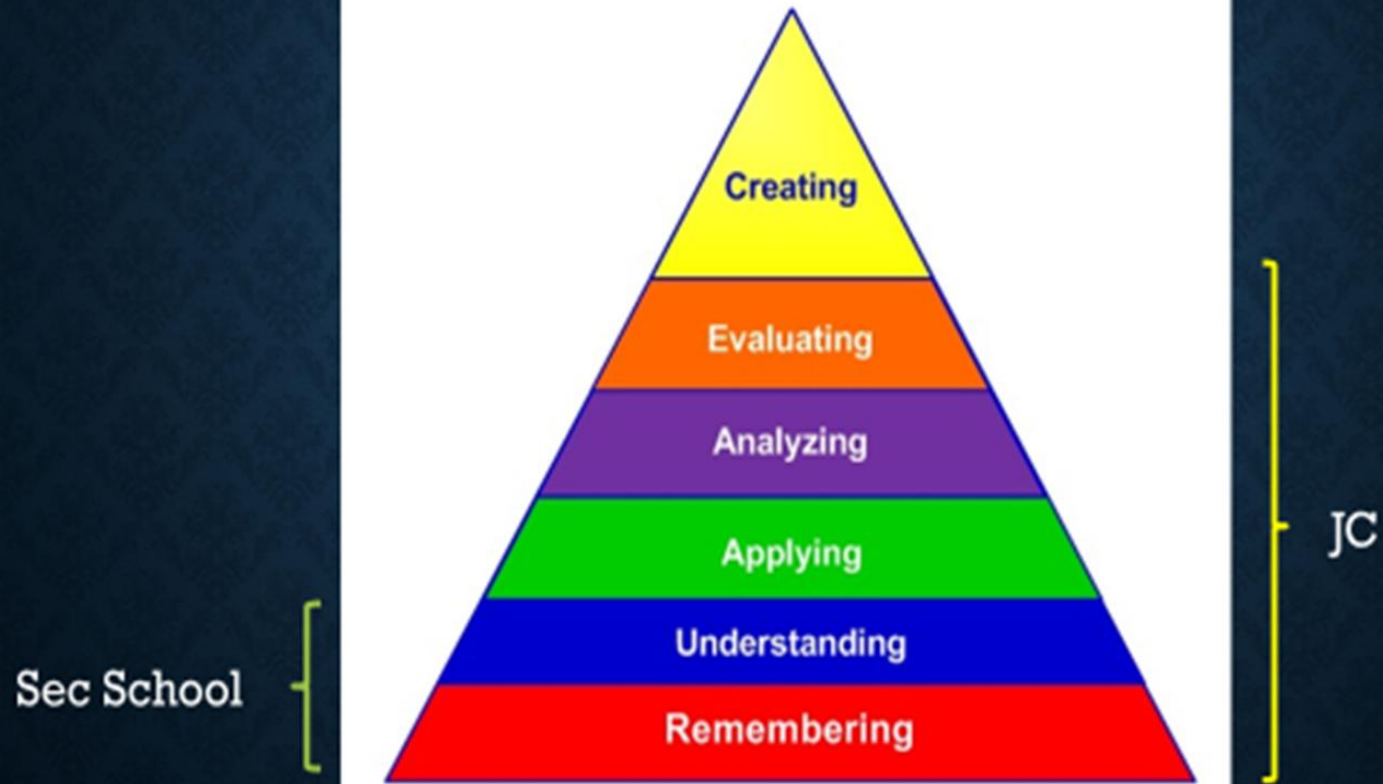 Creating
Evaluating
Analyzing
Applying
JC
Understanding
Sec School
Remembering